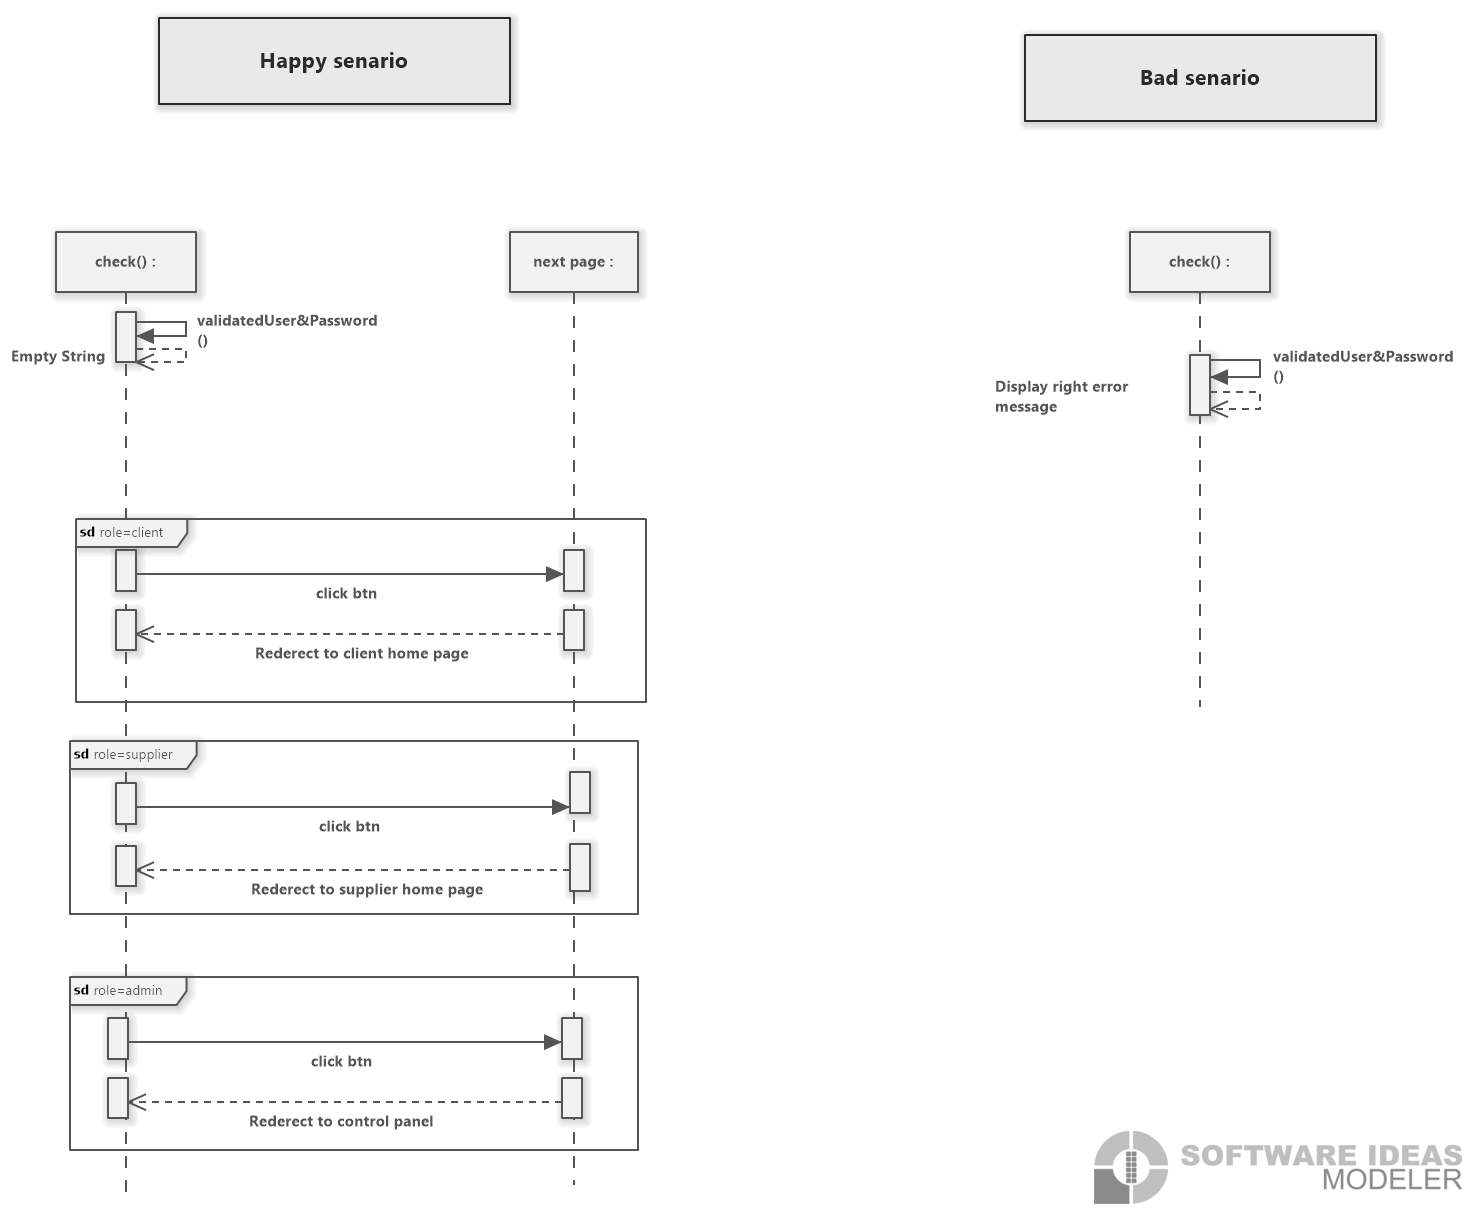 Happy senario
Bad senario
check() :
next page :
check() :
validatedUser&Password
()
Empty String
validatedUser&Password
()
Display right error
message
sd role=client
click btn
Rederect to client home page
sd role=supplier
click btn
Rederect to supplier home page
sd role=admin
click btn
Rederect to control panel
SOFTWARE IDEAS
MODELER